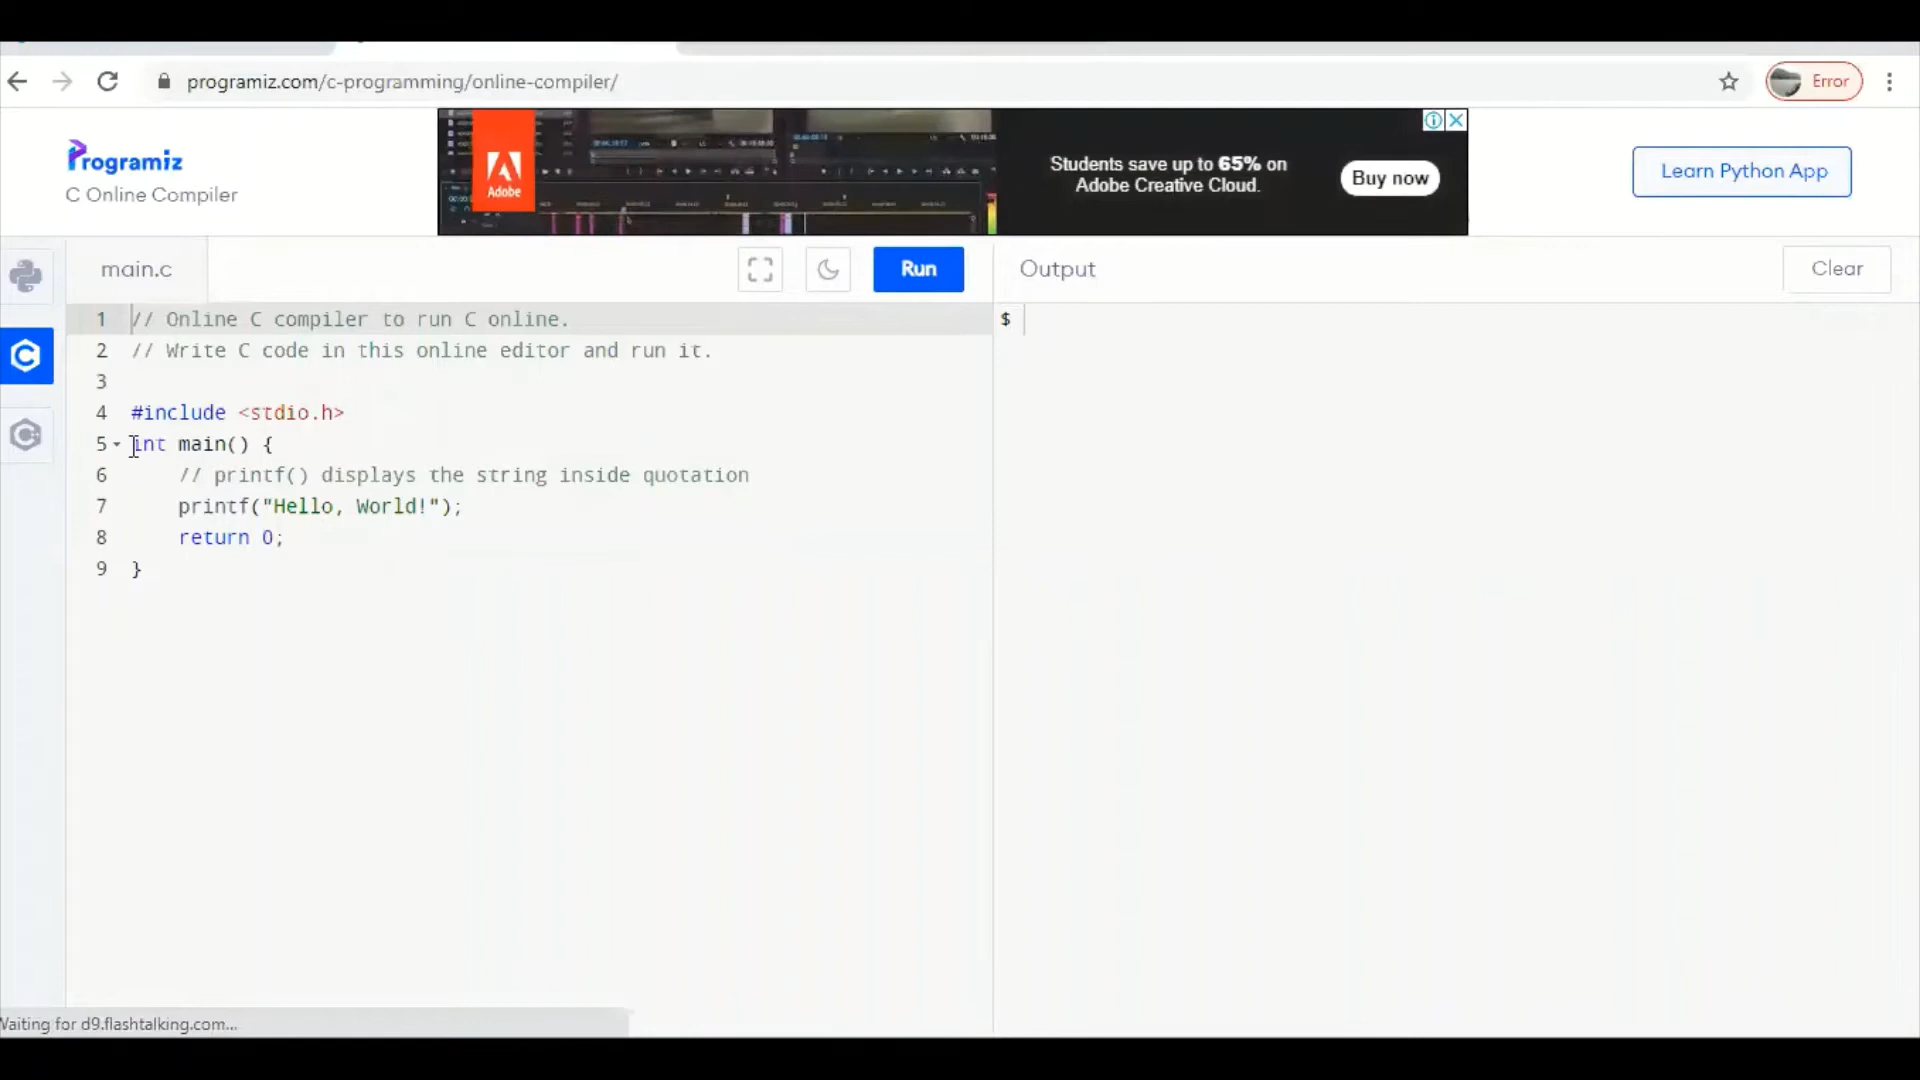 programiz.com/c-programming/online-compiler/
Error
Programiz
C Online Compiler
Adobe
Students save up to 65% on
Adobe Creative Cloud.
Buy now
Learn Python App
main.c
Run
Output
Clear
1 // Online C compiler to run C online.
2 // Write C code in this online editor and run it.
3
4 #include <stdio.h>
5 int main() {
6 // printf() displays the string inside quotation
7 printf("Hello, World!");
8 return 0;
9 }
$
Waiting for d9.flashtalking.com...